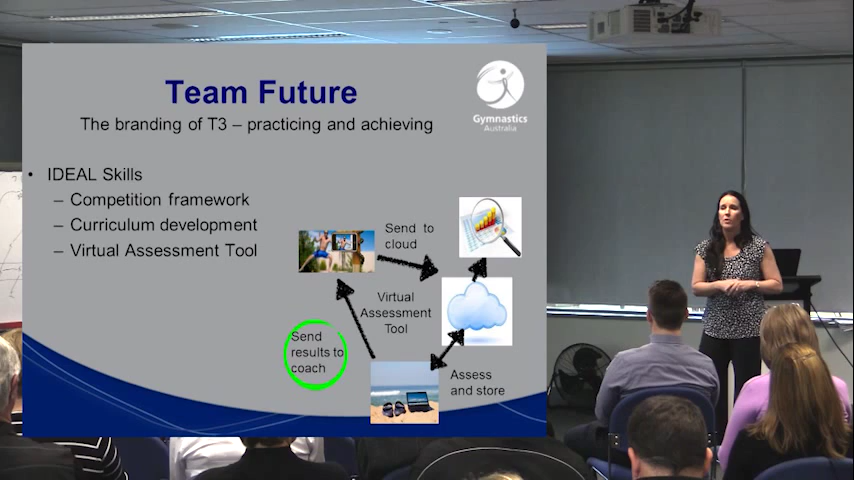 Team Future
The branding of T3 – practicing and achieving
Gymnastics
Australia
• IDEAL Skills
– Competition framework
– Curriculum development
– Virtual Assessment Tool
Send to
cloud
Virtual
Assessment
Tool
Send
results to
coach
Assess
and store